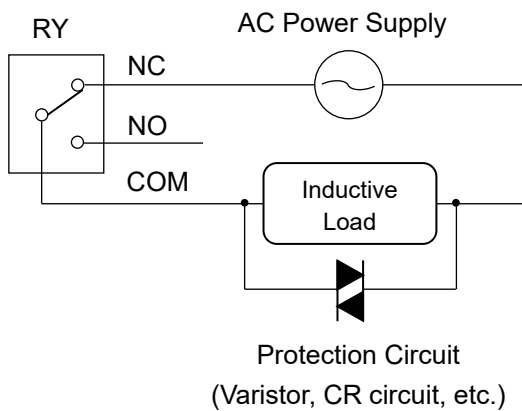 RY
AC Power Supply
NC
NO
COM
Inductive
Load
Protection Circuit
(Varistor, CR circuit, etc.)